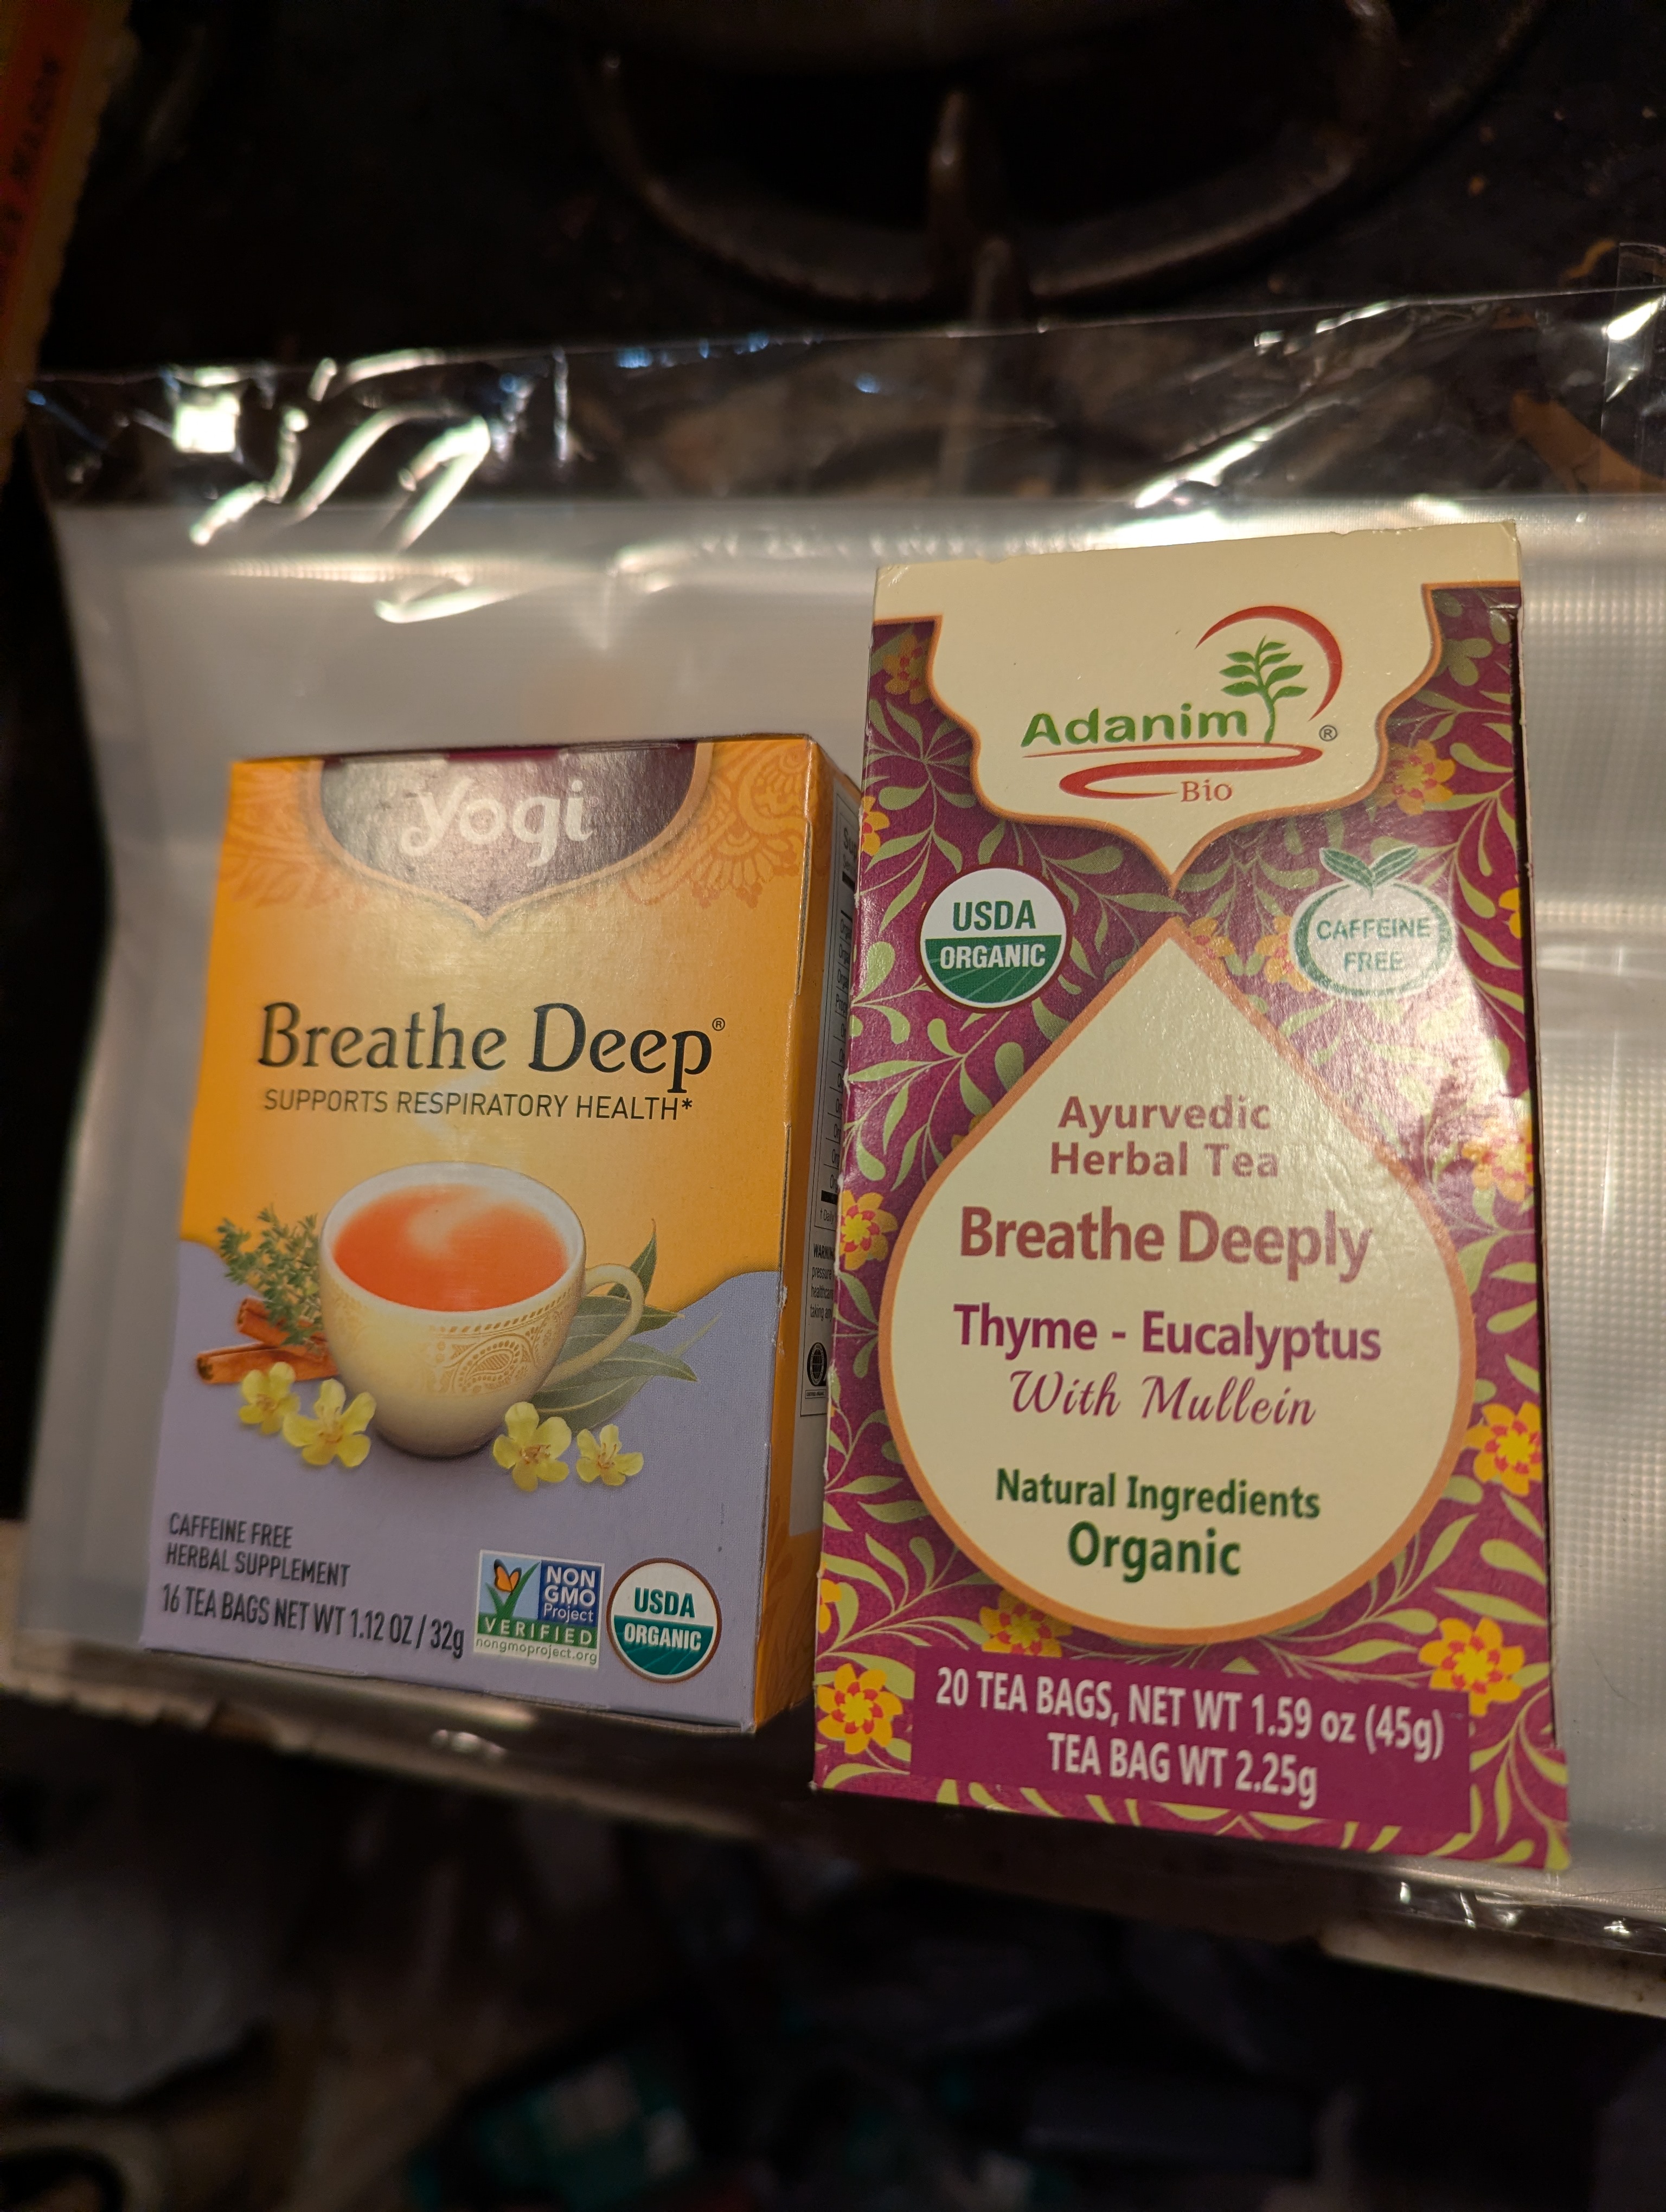 yogi
Breathe Deep®
SUPPORTS RESPIRATORY HEALTH*
CAFFEINE FREE
HERBAL SUPPLEMENT
16 TEA BAGS NET WT 1.12 OZ / 32g
NON
GMO
Project
VERIFIED
nongmoproject.org
USDA
ORGANIC
Adanim®
Bio
USDA
ORGANIC
CAFFEINE
FREE
Ayurvedic
Herbal Tea
Breathe Deeply
Thyme - Eucalyptus
With Mullein
Natural Ingredients
Organic
20 TEA BAGS, NET WT 1.59 oz (45g)
TEA BAG WT 2.25g